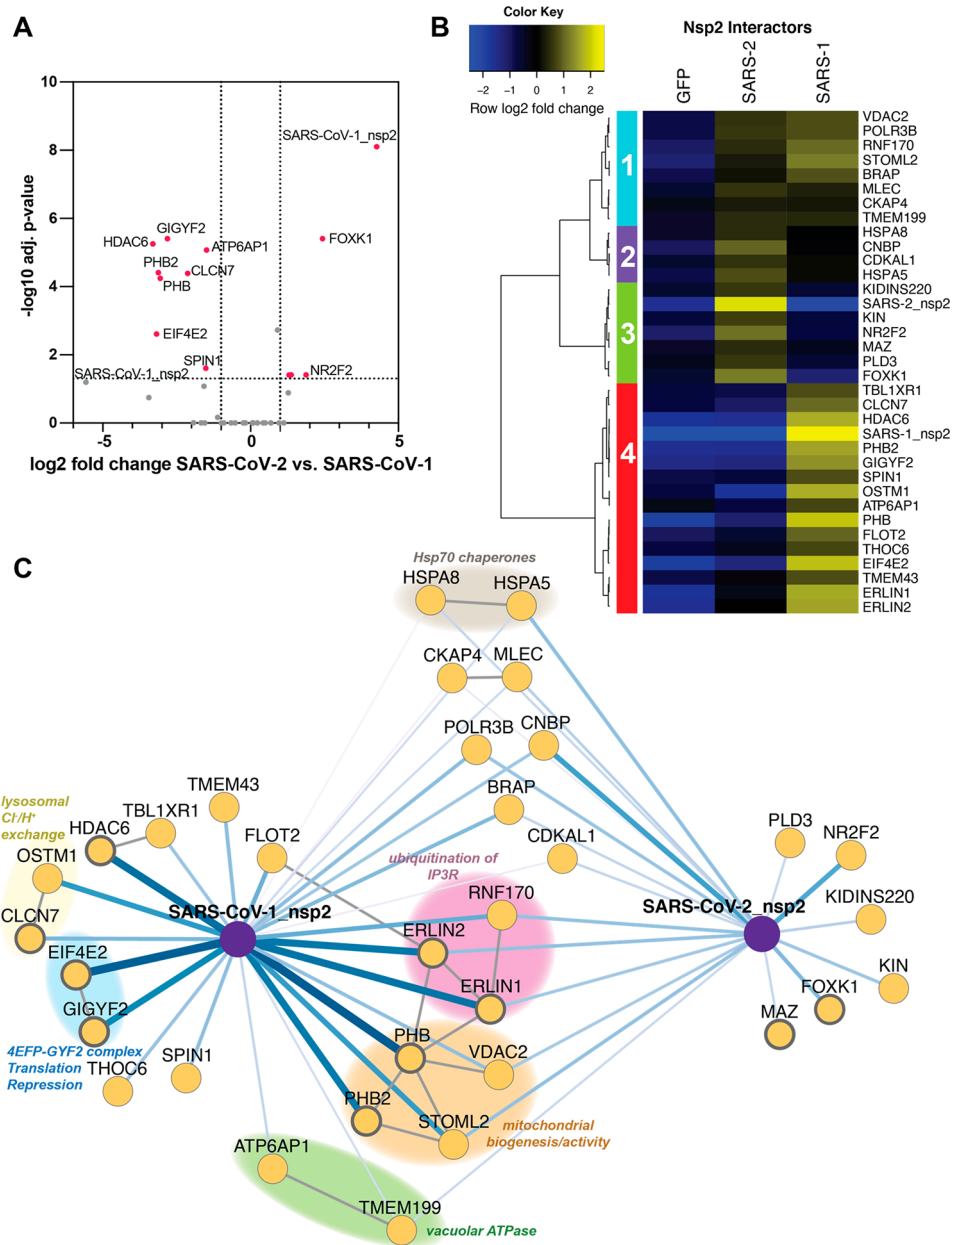 A
10
8
6
4
2
0
-5
0
5
-log10 adj. p-value
log2 fold change SARS-CoV-2 vs. SARS-CoV-1
SARS-CoV-1_nsp2
FOXK1
GIGYF2
HDAC6
ATP6AP1
PHB2
CLCN7
PHB
EIF4E2
SPIN1
SARS-CoV-1_nsp2
NR2F2
B
Color Key
−2 −1 0 1 2
Row log2 fold change
Nsp2 Interactors
GFP
SARS-2
SARS-1
1
2
3
4
VDAC2
POLR3B
RNF170
STOML2
BRAP
MLEC
CKAP4
TMEM199
HSPA8
CNBP
CDKAL1
HSPA5
KIDINS220
SARS-2_nsp2
KIN
NR2F2
MAZ
PLD3
FOXK1
TBL1XR1
CLCN7
HDAC6
SARS-1_nsp2
PHB2
GIGYF2
SPIN1
OSTM1
ATP6AP1
PHB
FLOT2
THOC6
EIF4E2
TMEM43
ERLIN1
ERLIN2
C
Hsp70 chaperones
HSPA8
HSPA5
CKAP4
MLEC
POLR3B
CNBP
BRAP
CDKAL1
TMEM43
TBL1XR1
lysosomal
Cl-/H+
exchange
HDAC6
OSTM1
FLOT2
CLCN7
SARS-CoV-1_nsp2
EIF4E2
GIGYF2
4EFP-GYF2 complex
Translation
Repression
THOC6
SPIN1
ubiquitination of
IP3R
RNF170
ERLIN2
ERLIN1
PHB
VDAC2
PHB2
STOML2
mitochondrial
biogenesis/activity
ATP6AP1
TMEM199
vacuolar ATPase
SARS-CoV-2_nsp2
PLD3
NR2F2
KIDINS220
KIN
FOXK1
MAZ